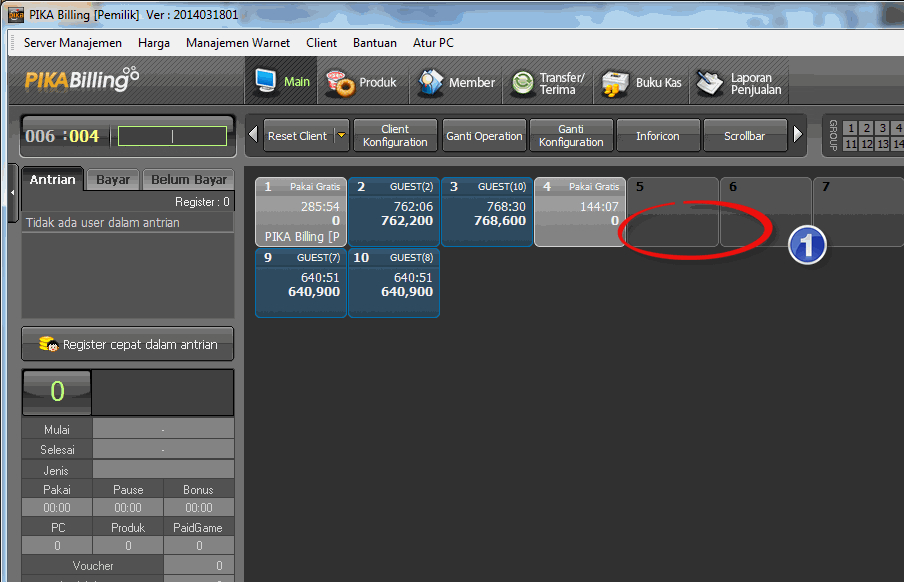 PIKA Billing [Pemilik] Ver : 2014031801
Server Manajemen Harga Manajemen Warnet Client Bantuan Atur PC
PIKABilling
Main Produk Member Transfer/ Terima Buku Kas Laporan Penjualan
006 : 004
Reset Client
Client Konfiguration
Ganti Operation
Ganti Konfiguration
Inforicon
Scrollbar
GROUP
1 2 3 4
11 12 13 14
Antrian Bayar Belum Bayar
Register : 0
Tidak ada user dalam antrian
1 Pakai Gratis
285:54
0
PIKA Billing [P
2 GUEST(2)
762:06
762,200
3 GUEST(10)
768:30
768,600
4 Pakai Gratis
144:07
0
5
6
7
1
9 GUEST(7)
640:51
640,900
10 GUEST(8)
640:51
640,900
Register cepat dalam antrian
0
Mulai -
Selesai -
Jenis
Pakai Pause Bonus
00:00 00:00 00:00
PC Produk PaidGame
0 0 0
Voucher 0